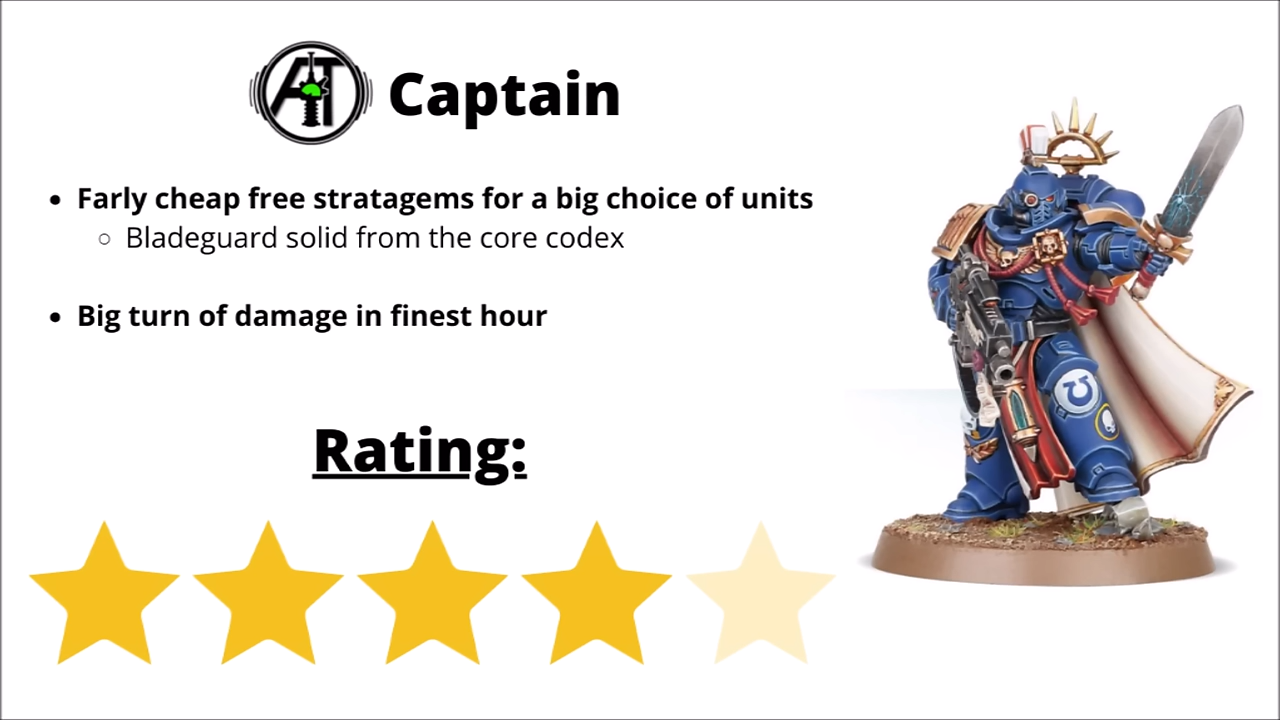 AT Captain
Farly cheap free stratagems for a big choice of units
Bladeguard solid from the core codex
Big turn of damage in finest hour
Rating: